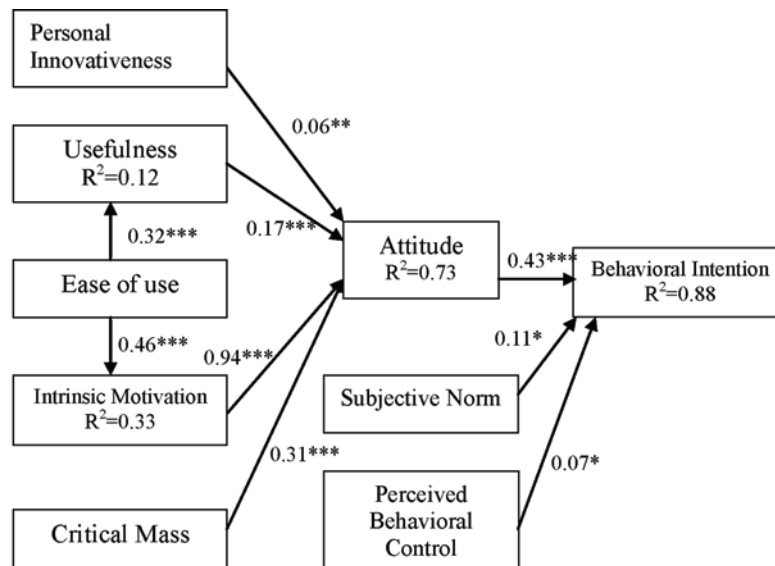 Personal
Innovativeness
0.06**
Usefulness
R²=0.12
0.17***
0.32***
Attitude
R²=0.73
0.43***
Behavioral Intention
R²=0.88
Ease of use
0.46***
0.94***
0.11*
Intrinsic Motivation
R²=0.33
Subjective Norm
0.31***
0.07*
Critical Mass
Perceived
Behavioral
Control